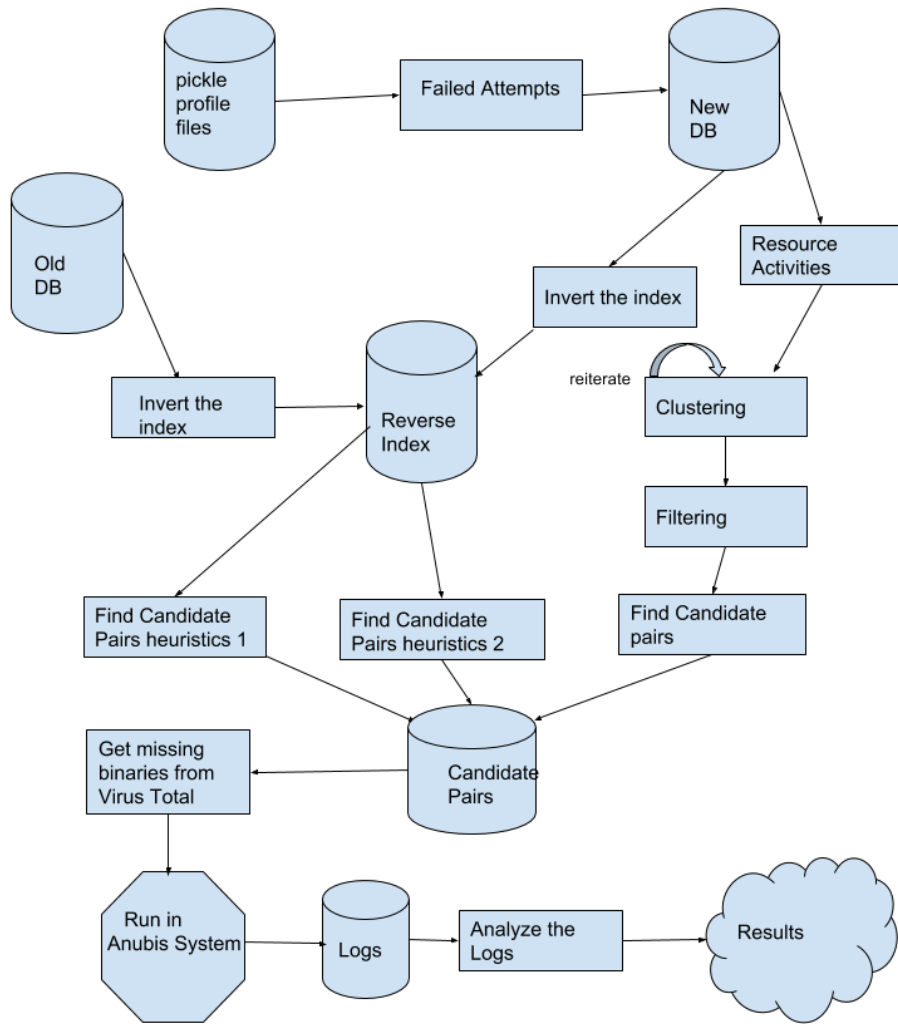 pickle
profile
files
Failed Attempts
New
DB
Old
DB
Resource
Activities
Invert the index
reiterate
Invert the
index
Reverse
Index
Clustering
Filtering
Find Candidate
Pairs heuristics 1
Find Candidate
Pairs heuristics 2
Find Candidate
pairs
Get missing
binaries from
Virus Total
Candidate
Pairs
Run in
Anubis System
Logs
Analyze the
Logs
Results